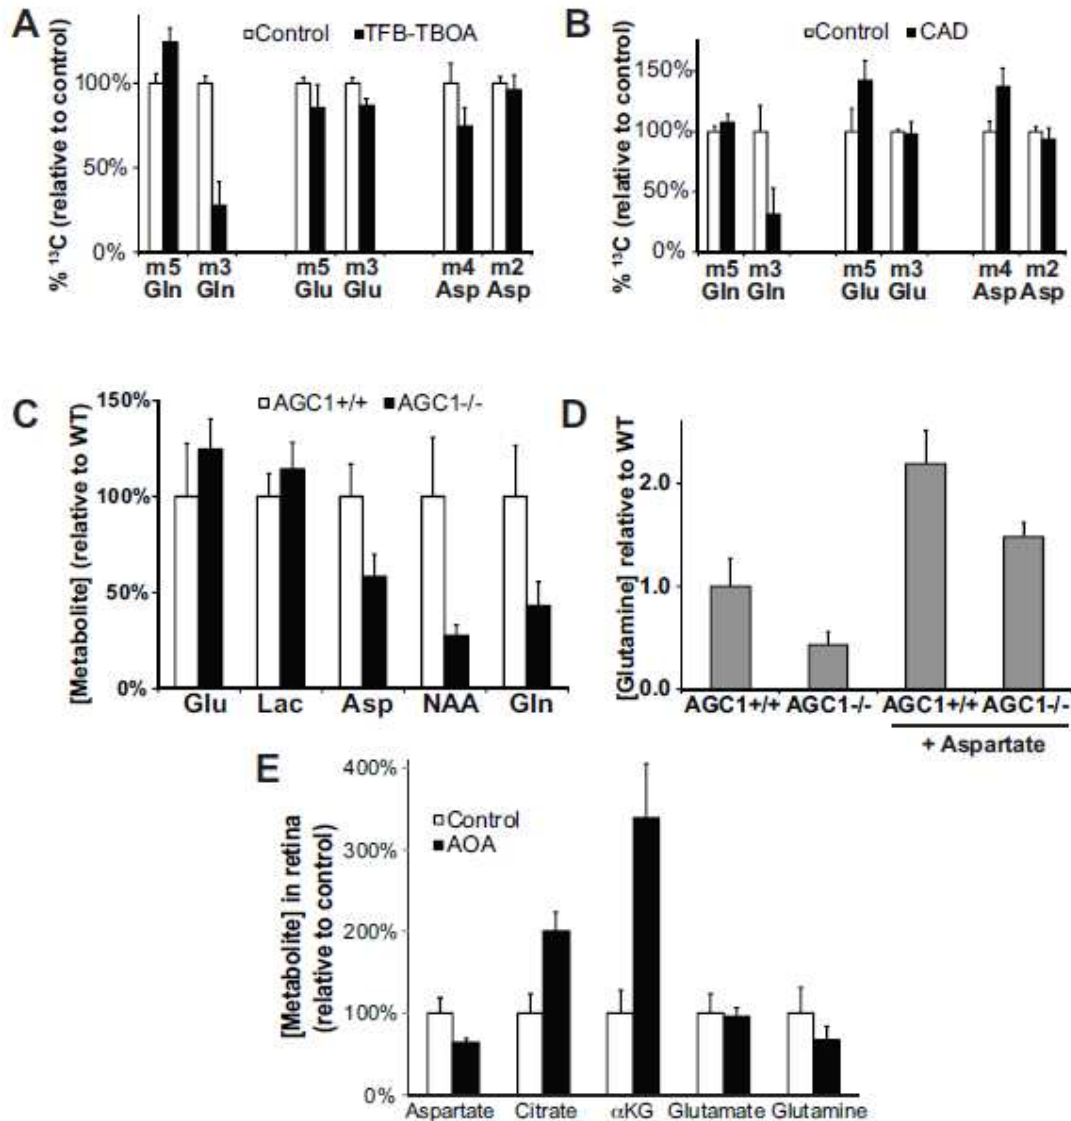 A
□Control ■TFB-TBOA
% ¹³C (relative to control)
100%
50%
0%
m5 m3 m5 m3 m4 m2
Gln Gln Glu Glu Asp Asp
B
□Control ■CAD
% ¹³C (relative to control)
150%
100%
50%
0%
m5 m3 m5 m3 m4 m2
Gln Gln Glu Glu Asp Asp
C
□AGC1+/+ ■AGC1-/-
[Metabolite] (relative to WT)
150%
100%
50%
0%
Glu Lac Asp NAA Gln
D
[Glutamine] relative to WT
2.0
1.0
0.0
AGC1+/+ AGC1-/- AGC1+/+ AGC1-/-
+ Aspartate
E
□Control
■AOA
[Metabolite] in retina
(relative to control)
400%
300%
200%
100%
0%
Aspartate Citrate αKG Glutamate Glutamine